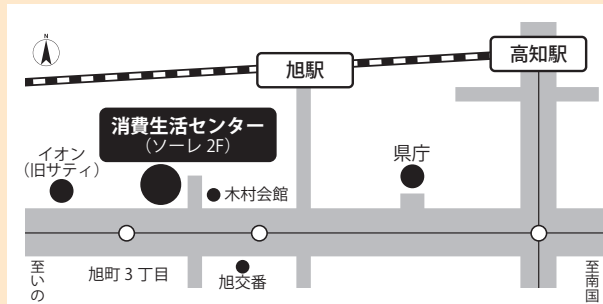 N
高知駅
旭駅
消費生活センター
(ソーレ 2F)
イオン
(旧サティ)
県庁
木村会館
旭町 3 丁目
旭交番
至いの
至南国